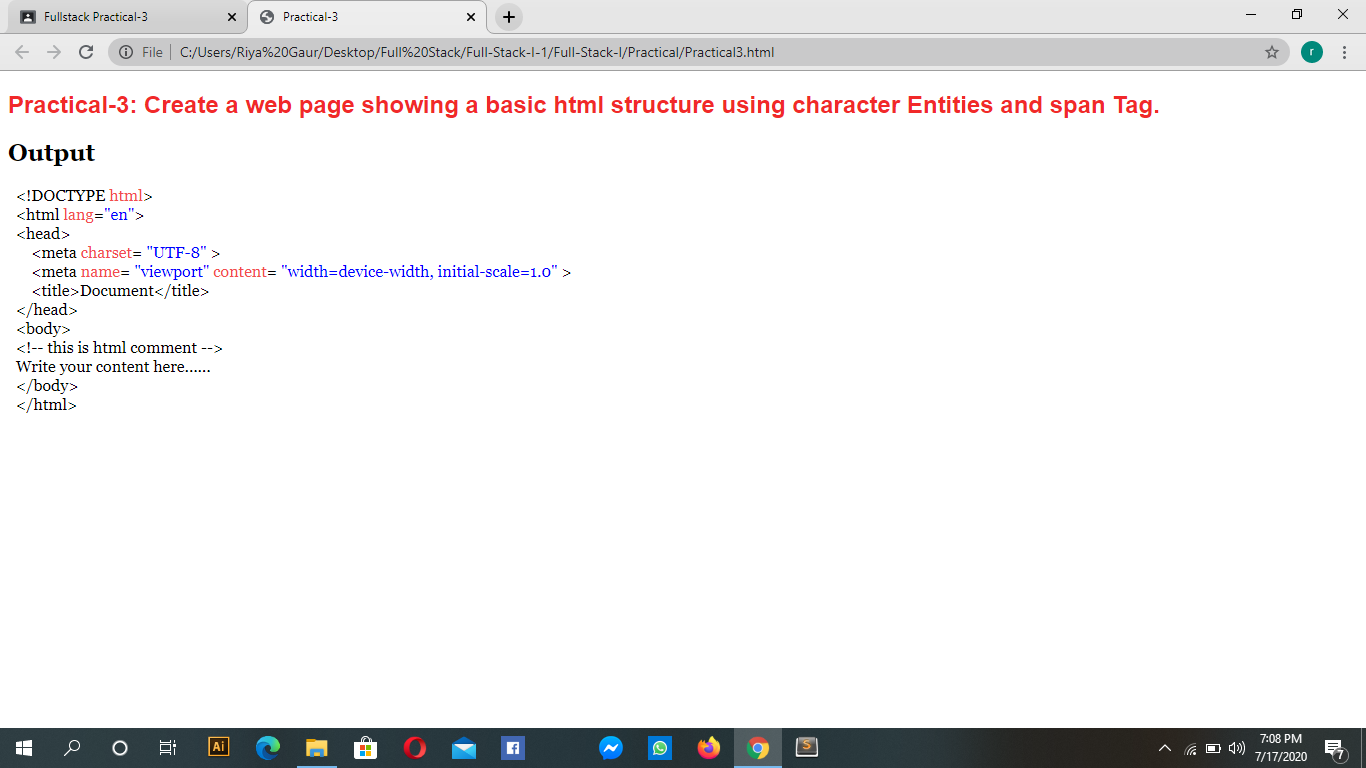 Fullstack Practical-3
Practical-3
File
C:/Users/Riya%20Gaur/Desktop/Full%20Stack/Full-Stack-I-1/Full-Stack-I/Practical/Practical3.html
r
Practical-3: Create a web page showing a basic html structure using character Entities and span Tag.
Output
<!DOCTYPE html>
<html lang="en">
<head>
<meta charset= "UTF-8" >
<meta name= "viewport" content= "width=device-width, initial-scale=1.0" >
<title>Document</title>
</head>
<body>
<!-- this is html comment -->
Write your content here......
</body>
</html>
Ai
S
7:08 PM
7/17/2020
7